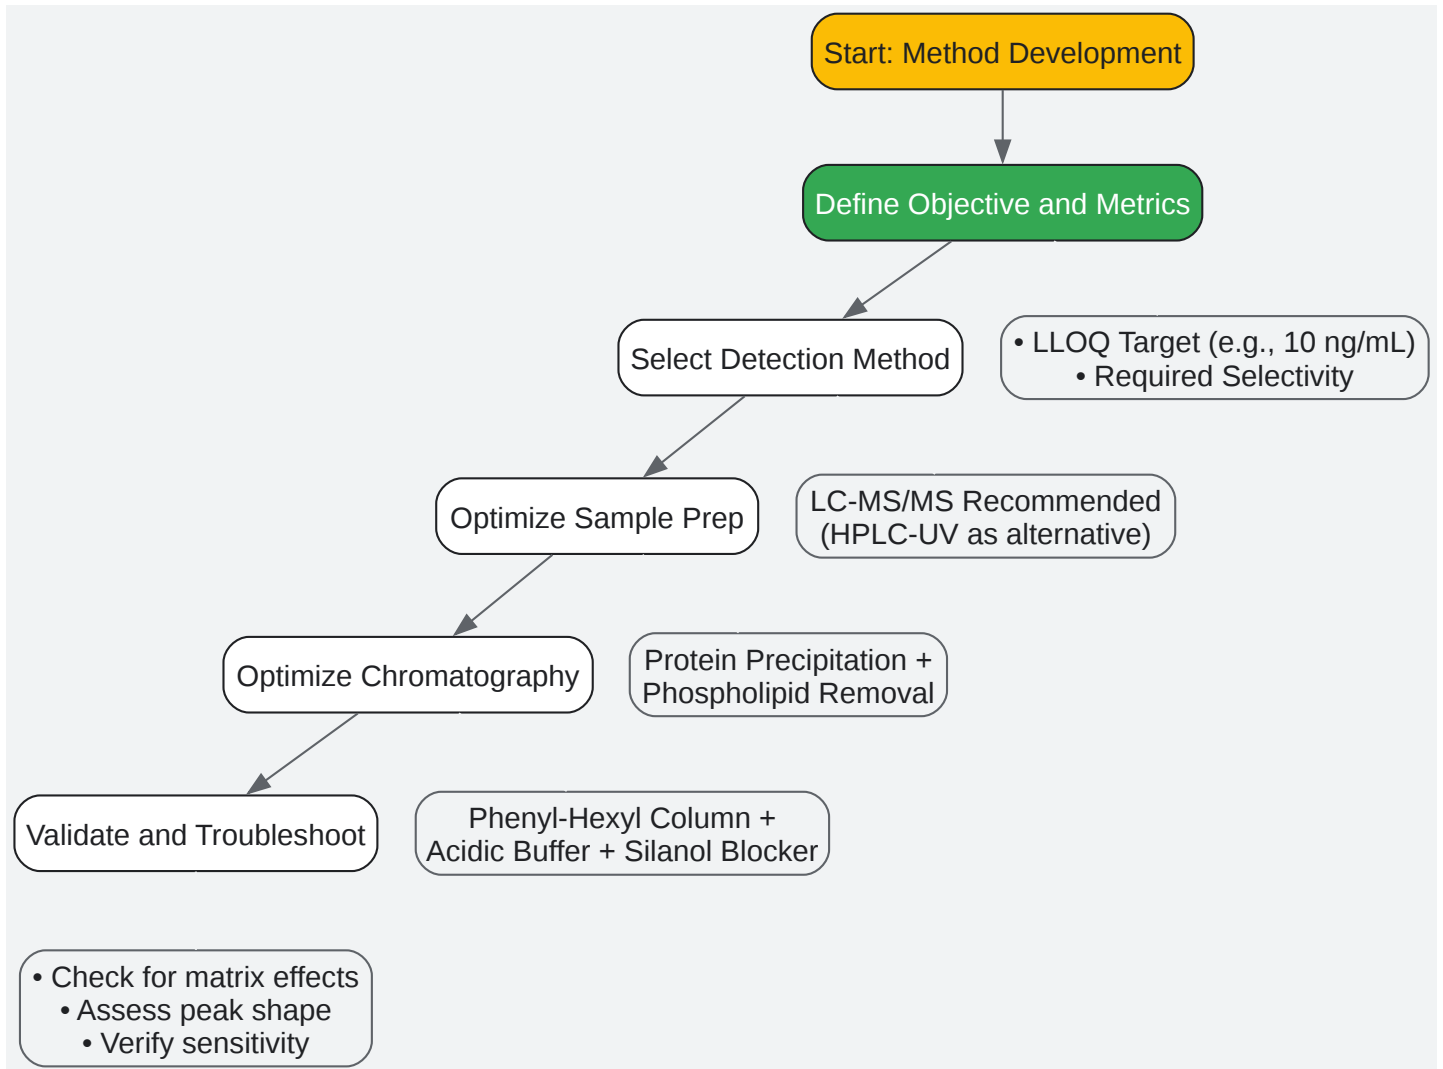 Start: Method Development
Define Objective and Metrics
Select Detection Method
• LLOQ Target (e.g., 10 ng/mL)
• Required Selectivity
Optimize Sample Prep
LC-MS/MS Recommended
(HPLC-UV as alternative)
Optimize Chromatography
Protein Precipitation +
Phospholipid Removal
Validate and Troubleshoot
Phenyl-Hexyl Column +
Acidic Buffer + Silanol Blocker
• Check for matrix effects
• Assess peak shape
• Verify sensitivity